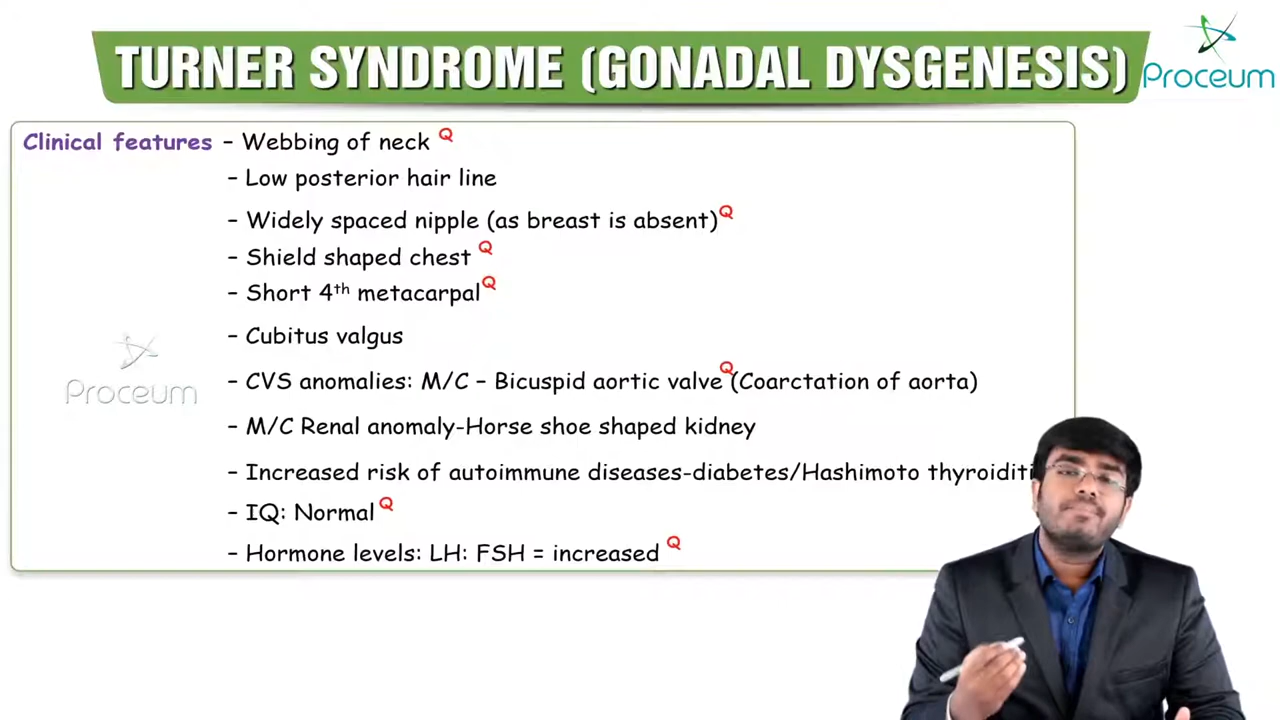 TURNER SYNDROME (GONADAL DYSGENESIS)
Proceum
Clinical features – Webbing of neck Q
– Low posterior hair line
– Widely spaced nipple (as breast is absent) Q
– Shield shaped chest Q
– Short 4th metacarpal Q
– Cubitus valgus
– CVS anomalies: M/C – Bicuspid aortic valve Q (Coarctation of aorta)
Proceum
– M/C Renal anomaly-Horse shoe shaped kidney
– Increased risk of autoimmune diseases-diabetes/Hashimoto
– IQ: Normal Q
– Hormone levels: LH: FSH = increased Q